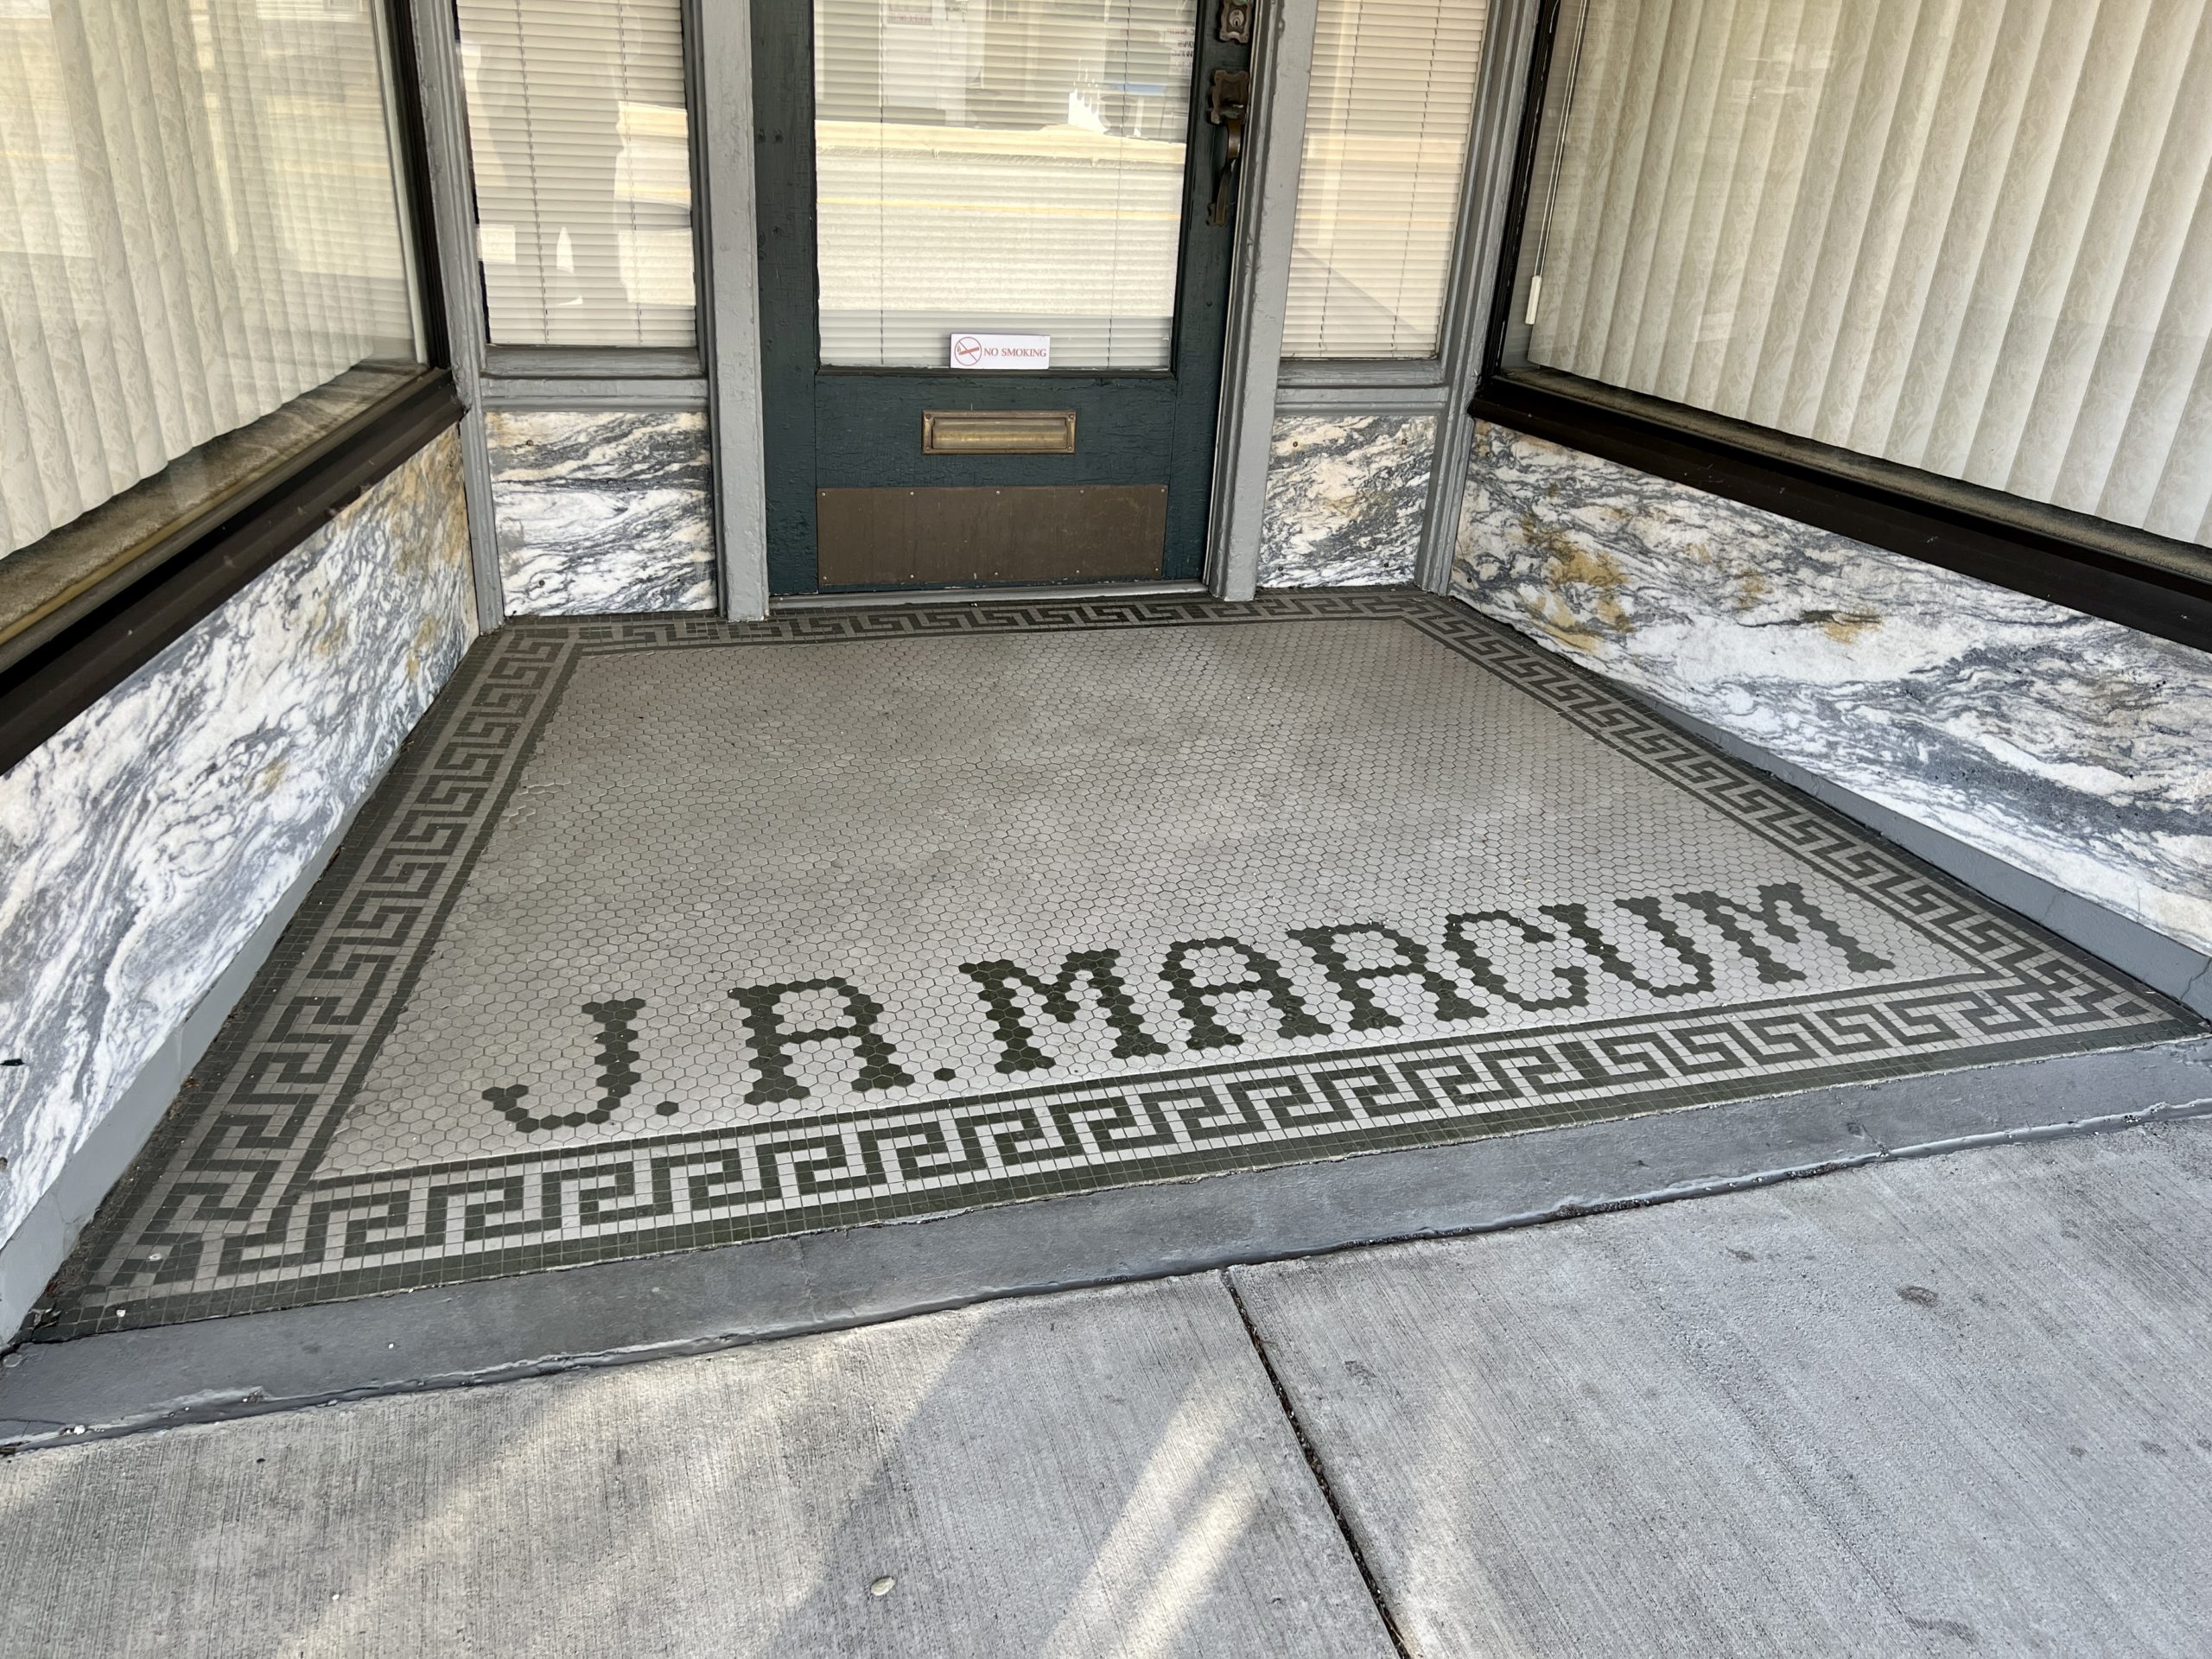 NO SMOKING
J. A. MARCUM